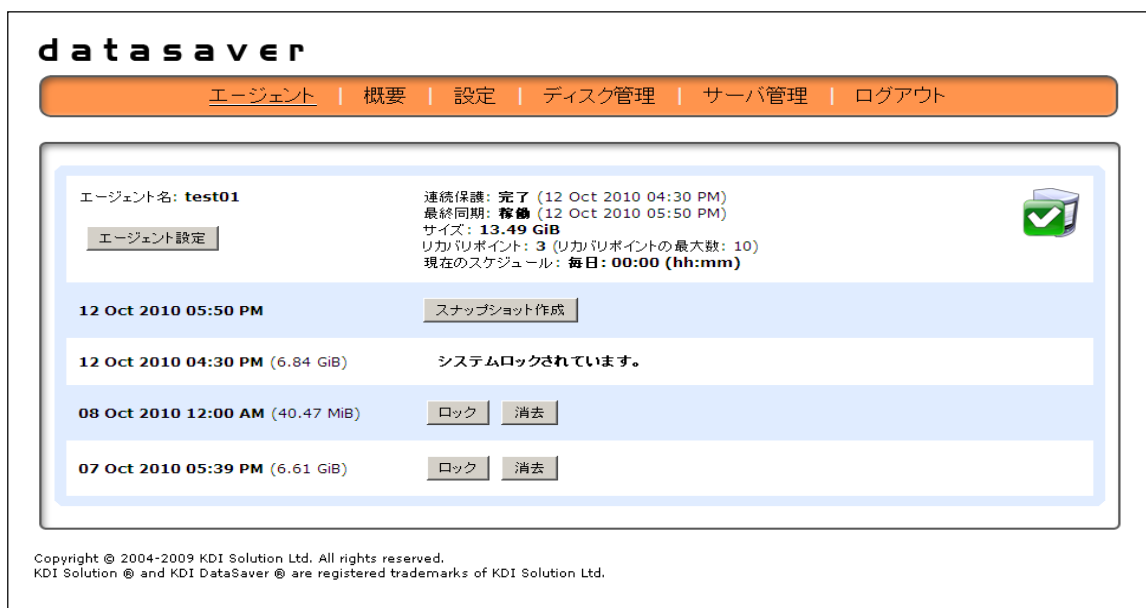 datasaver
エージェント | 概要 | 設定 | ディスク管理 | サーバ管理 | ログアウト
エージェント名: test01
エージェント設定
連続保護: 完了 (12 Oct 2010 04:30 PM)
最終同期: 稼働 (12 Oct 2010 05:50 PM)
サイズ: 13.49 GiB
リカバリポイント: 3 (リカバリポイントの最大数: 10)
現在のスケジュール: 毎日: 00:00 (hh:mm)
12 Oct 2010 05:50 PM スナップショット作成
12 Oct 2010 04:30 PM (6.84 GiB) システムロックされています。
08 Oct 2010 12:00 AM (40.47 MiB) ロック 消去
07 Oct 2010 05:39 PM (6.61 GiB) ロック 消去
Copyright © 2004-2009 KDI Solution Ltd. All rights reserved.
KDI Solution ® and KDI DataSaver ® are registered trademarks of KDI Solution Ltd.